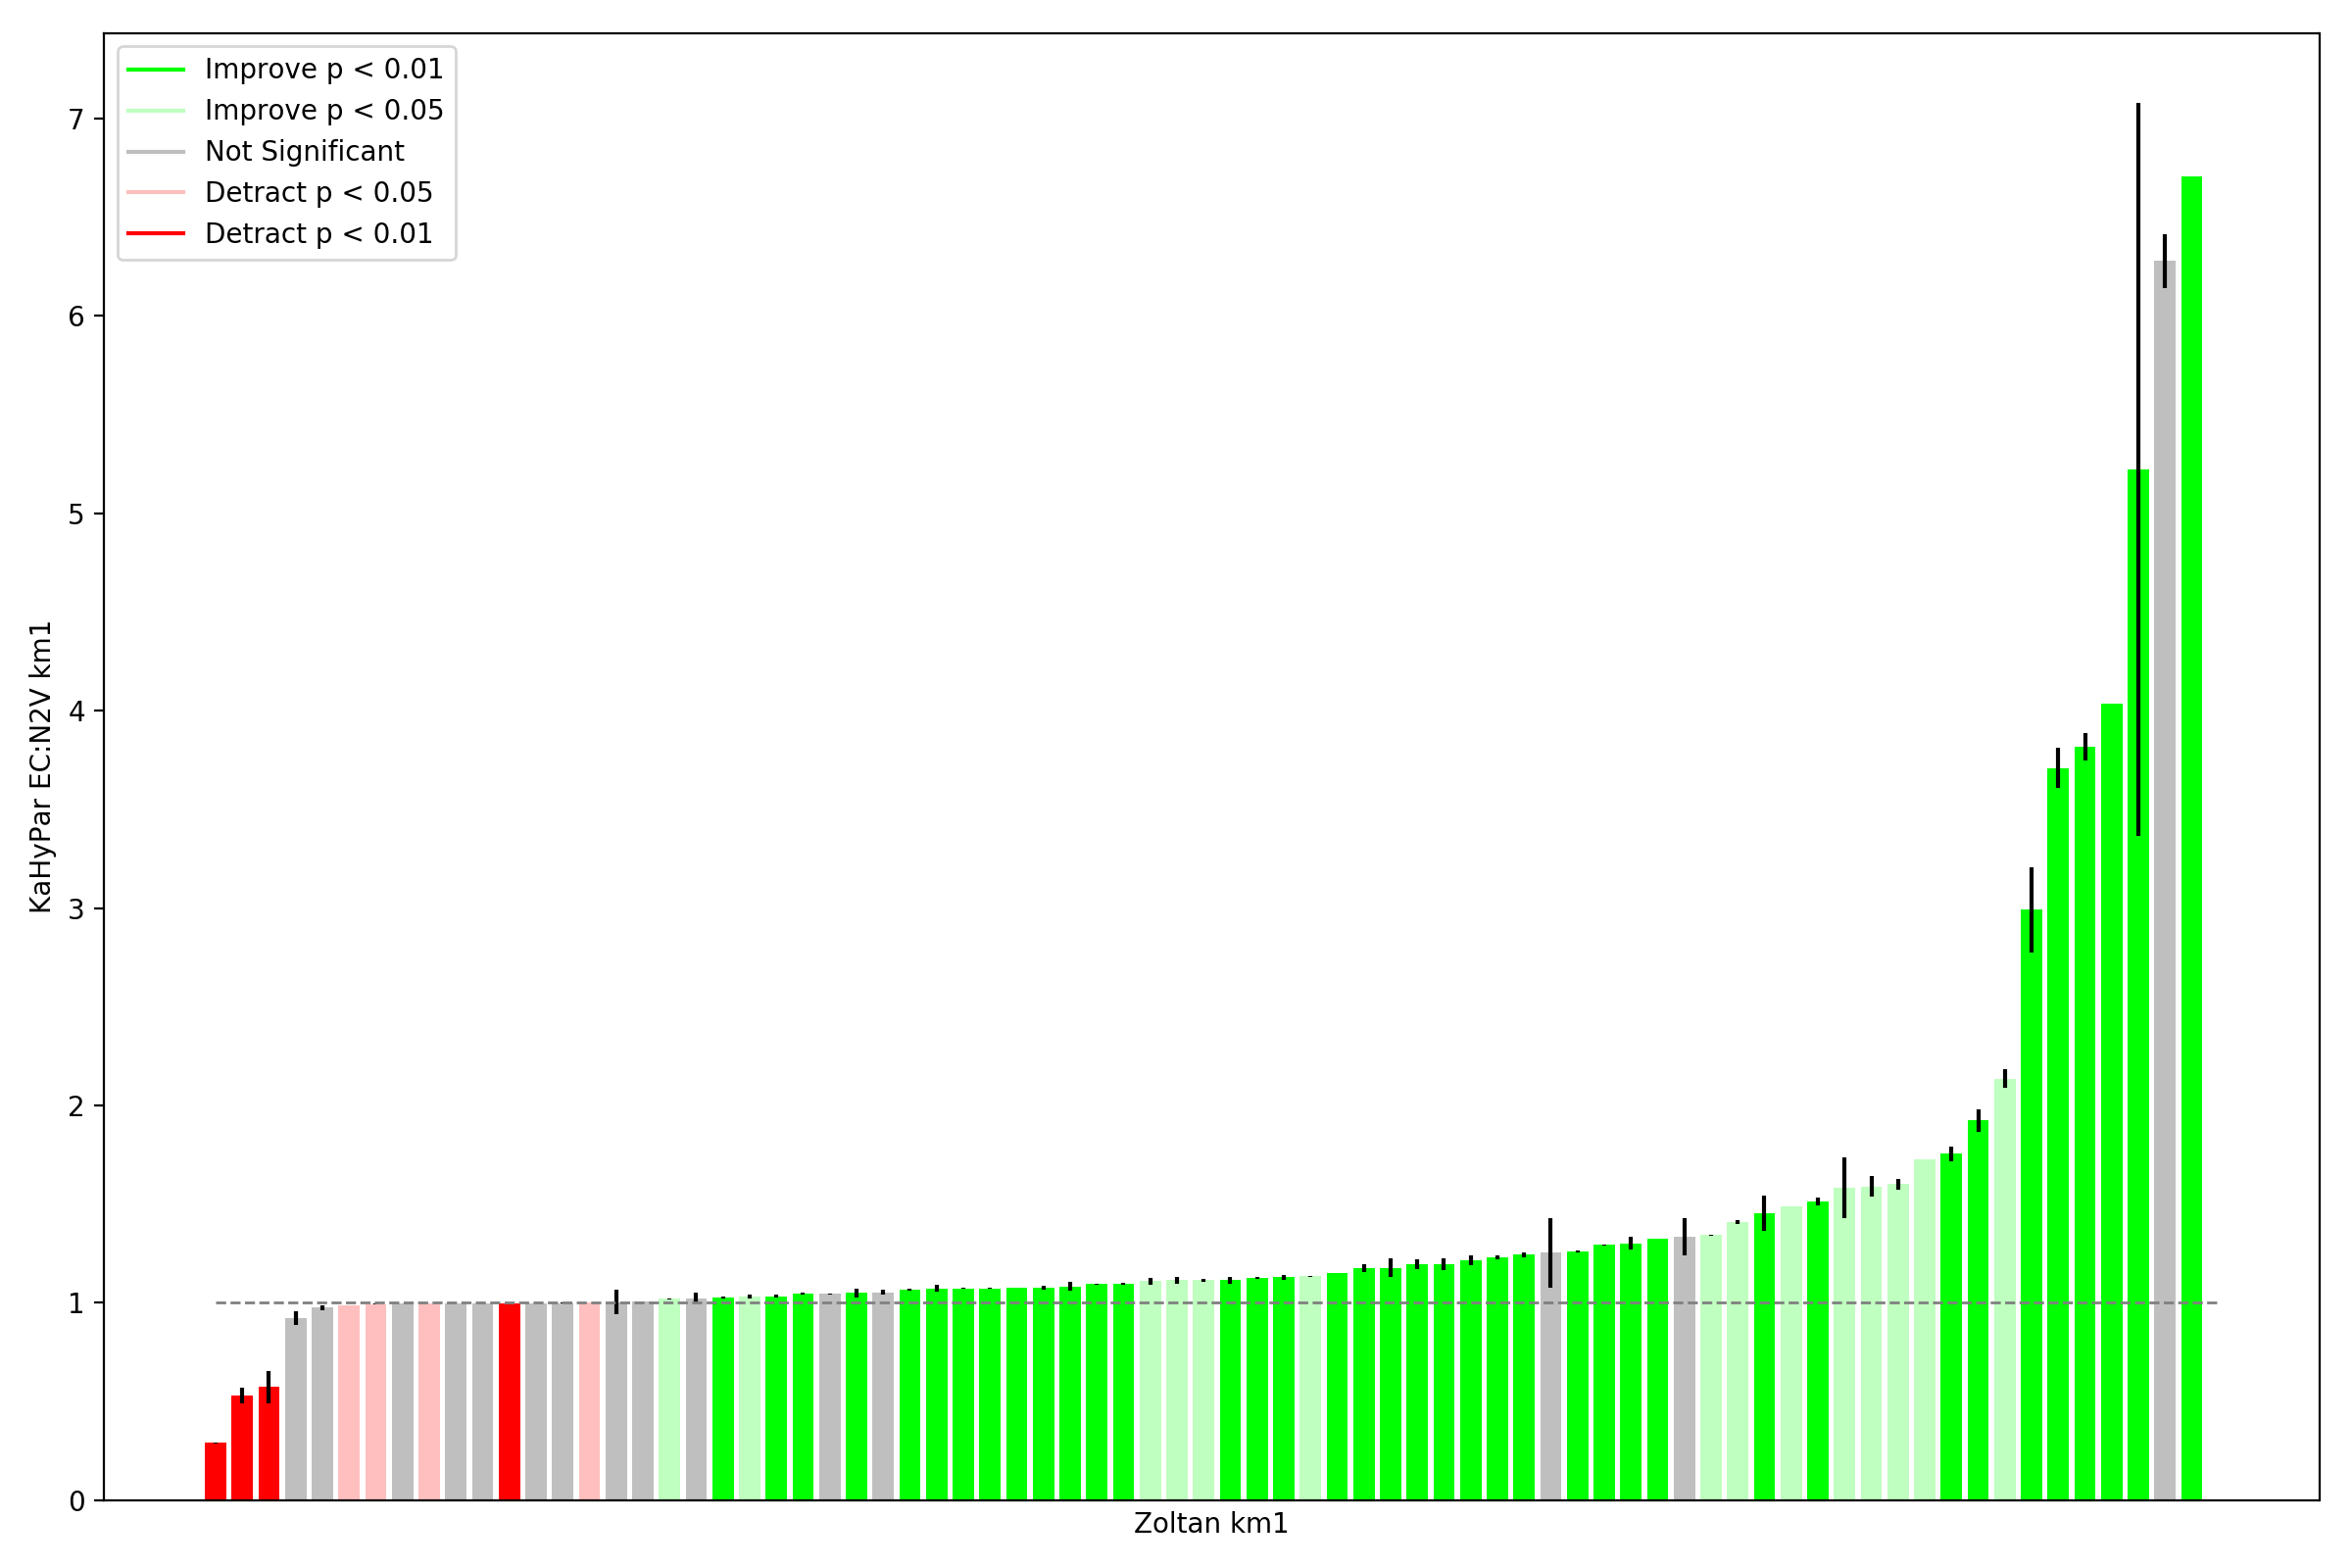 Improve p < 0.01
Improve p < 0.05
Not Significant
Detract p < 0.05
Detract p < 0.01
7
6
5
4
3
2
1
0
KaHyPar EC:N2V km1
Zoltan km1